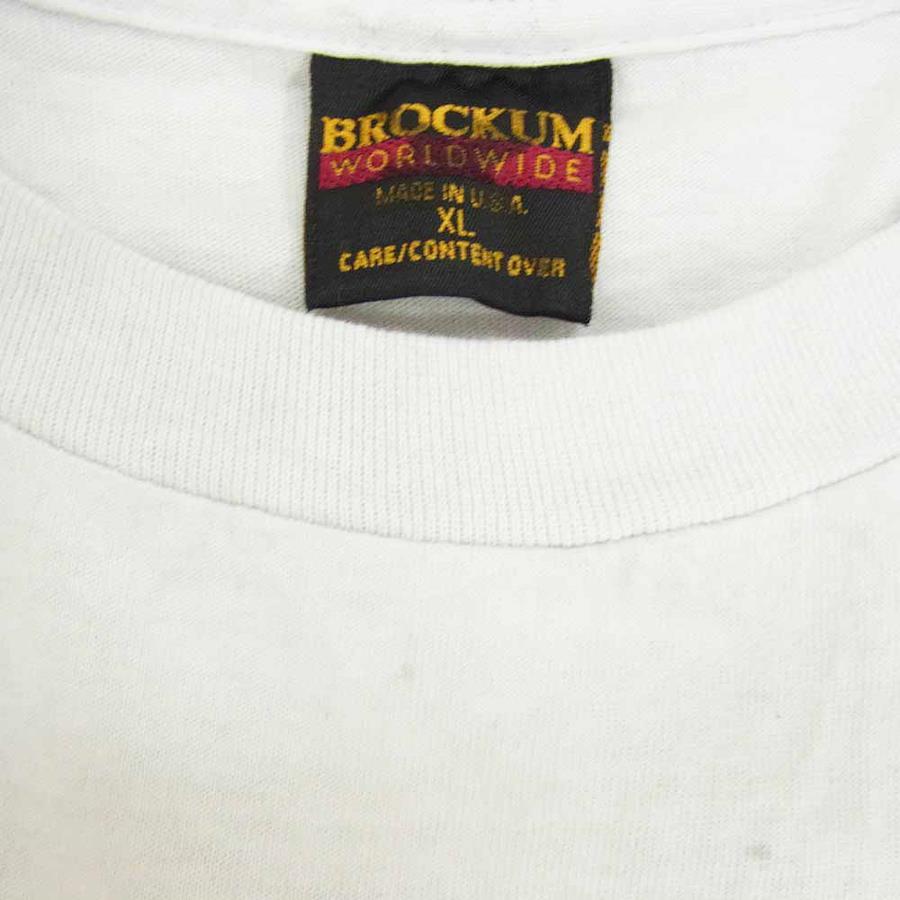 BROCKUM
WORLDWIDE
MADE IN U.S.A.
XL
CARE/CONTENT OVER